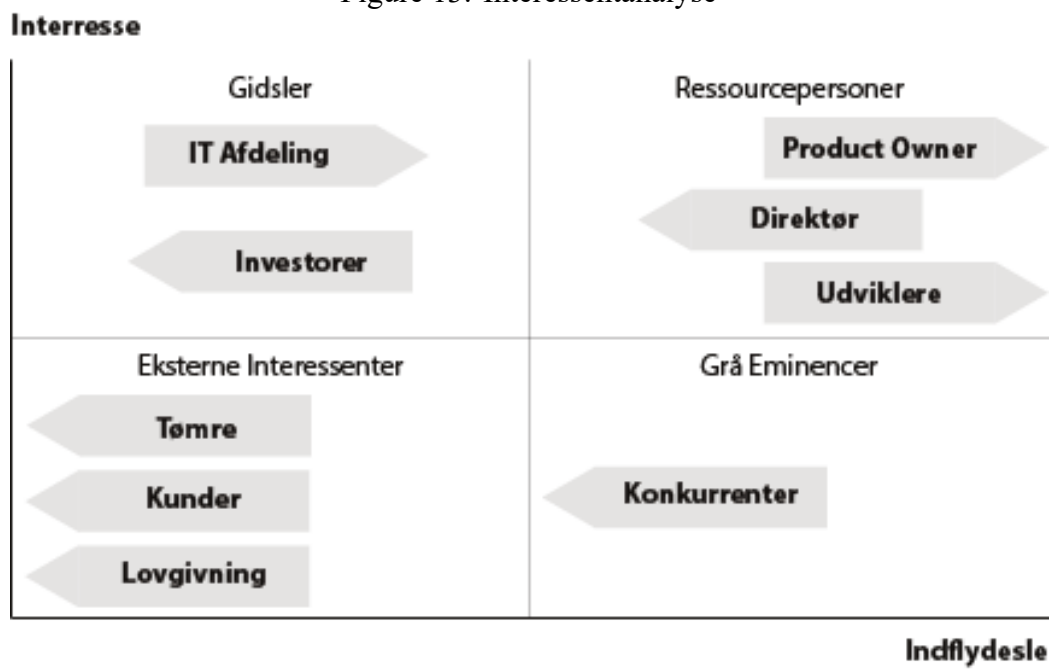 Interresse
Gidsler
Ressourcepersoner
IT Afdeling
Product Owner
Direktør
Investorer
Udviklere
Eksterne Interessenter
Grå Eminencer
Tømre
Kunder
Konkurrenter
Lovgivning
Indflydesle